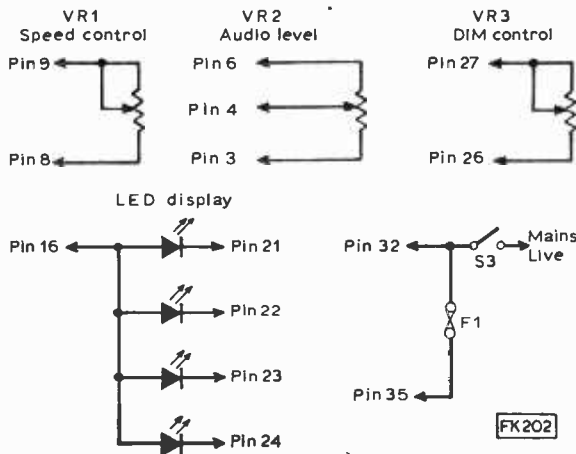 VR1
Speed control
Pin 9
Pin 8
VR2
Audio level
Pin 6
Pin 4
Pin 3
VR3
DIM control
Pin 27
Pin 26
LED display
Pin 16
Pin 21
Pin 22
Pin 23
Pin 24
Pin 32
S3
Mains
Live
F1
Pin 35
FK202